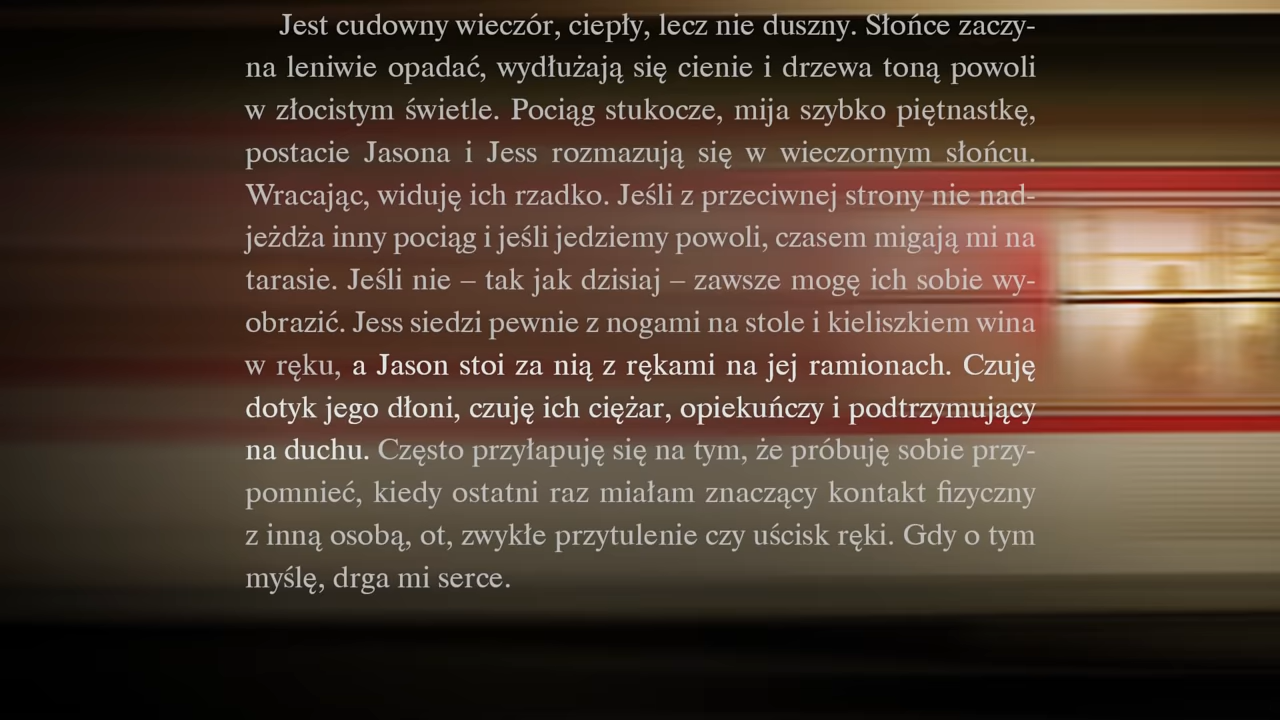 Jest cudowny wieczór, ciepły, lecz nie duszny. Słońce zaczy-
na leniwie opadać, wydłużają się cienie i drzewa toną powoli
w złocistym świetle. Pociąg stukocze, mija szybko piętnastkę,
postacie Jasona i Jess rozmazują się w wieczornym słońcu.
Wracając, widuję ich rzadko. Jeśli z przeciwnej strony nie nad-
jeżdża inny pociąg i jeśli jedziemy powoli, czasem migają mi na
tarasie. Jeśli nie – tak jak dzisiaj – zawsze mogę ich sobie wy-
obrazić. Jess siedzi pewnie z nogami na stole i kieliszkiem wina
w ręku, a Jason stoi za nią z rękami na jej ramionach. Czuję
dotyk jego dłoni, czuję ich ciężar, opiekuńczy i podtrzymujący
na duchu. Często przyłapuję się na tym, że próbuję sobie przy-
pomnieć, kiedy ostatni raz miałam znaczący kontakt fizyczny
z inną osobą, ot, zwykłe przytulenie czy uścisk ręki. Gdy o tym
myślę, drga mi serce.